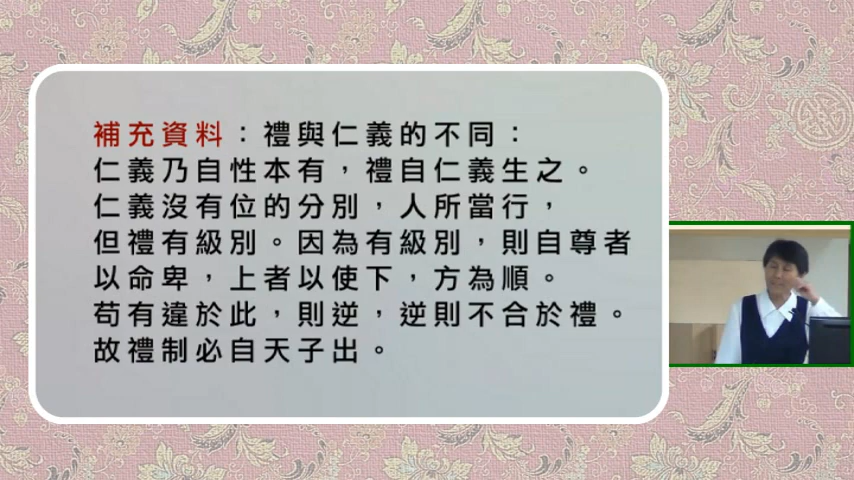 補充資料：禮與仁義的不同：
仁義乃自性本有，禮自仁義生之。
仁義沒有位的分別，人所當行，
但禮有級別。因為有級別，則自尊者
以命卑，上者以使下，方為順。
苟有違於此，則逆，逆則不合於禮。
故禮制必自天子出。